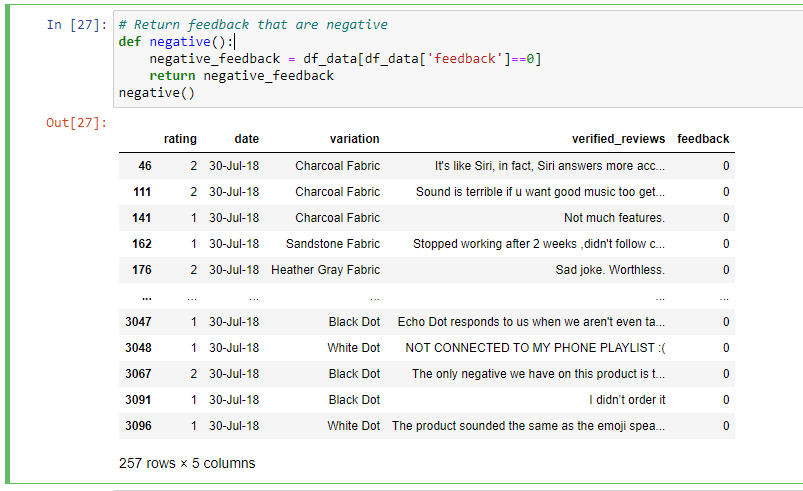 In [27]: # Return feedback that are negative
def negative():
    negative_feedback = df_data[df_data['feedback']==0]
    return negative_feedback
negative()
Out[27]:
rating date variation verified_reviews feedback
46 2 30-Jul-18 Charcoal Fabric It's like Siri, in fact, Siri answers more acc... 0
111 2 30-Jul-18 Charcoal Fabric Sound is terrible if u want good music too get... 0
141 1 30-Jul-18 Charcoal Fabric Not much features. 0
162 1 30-Jul-18 Sandstone Fabric Stopped working after 2 weeks ,didn't follow c... 0
176 2 30-Jul-18 Heather Gray Fabric Sad joke. Worthless. 0
... ... ... ... ... ...
3047 1 30-Jul-18 Black Dot Echo Dot responds to us when we aren't even ta... 0
3048 1 30-Jul-18 White Dot NOT CONNECTED TO MY PHONE PLAYLIST :( 0
3067 2 30-Jul-18 Black Dot The only negative we have on this product is t... 0
3091 1 30-Jul-18 Black Dot I didn’t order it 0
3096 1 30-Jul-18 White Dot The product sounded the same as the emoji spea... 0
257 rows × 5 columns